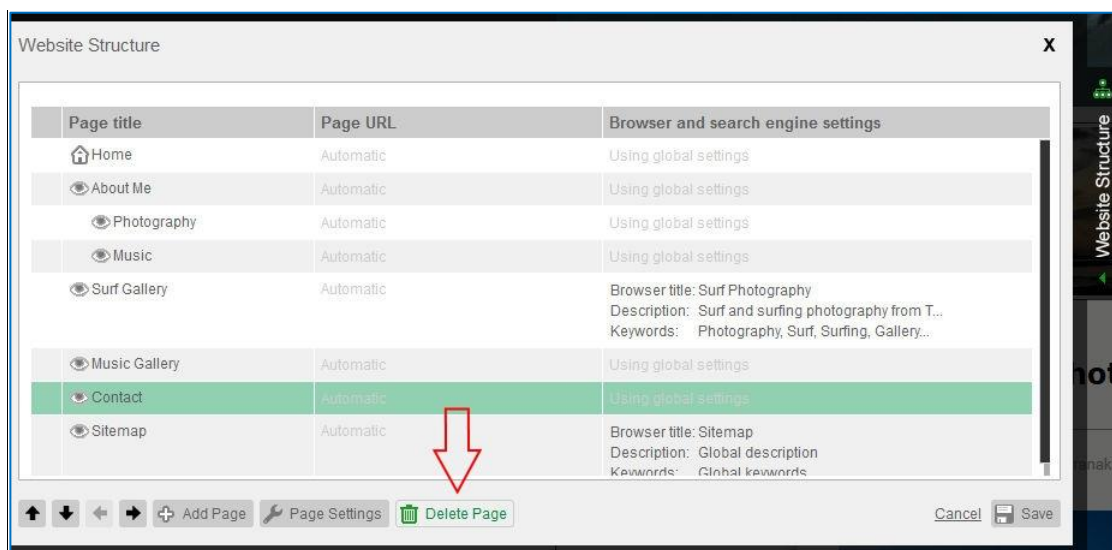 Website Structure
X
Page title Page URL Browser and search engine settings
Home Automatic Using global settings
About Me Automatic Using global settings
Photography Automatic Using global settings
Music Automatic Using global settings
Surf Gallery Automatic Browser title: Surf Photography
Description: Surf and surfing photography from T...
Keywords: Photography, Surf, Surfing, Gallery...
Music Gallery Automatic Using global settings
Contact Automatic Using global settings
Sitemap Automatic Browser title: Sitemap
Description: Global description
Keywords: Global keywords
Add Page Page Settings Delete Page Cancel Save
Website Structure